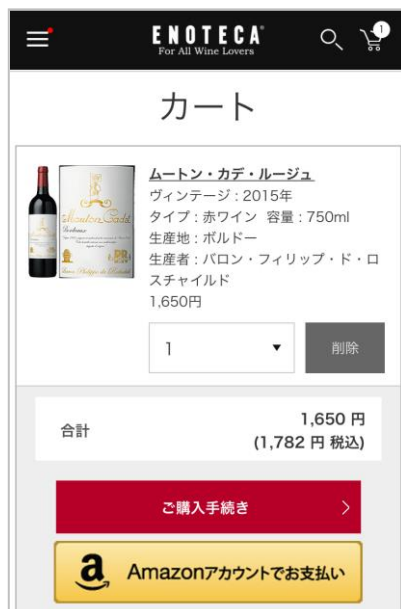 ENOTECA
For All Wine Lovers
1
カート
ムートン・カデ・ルージュ
ヴィンテージ : 2015年
タイプ : 赤ワイン 容量 : 750ml
生産地 : ボルドー
生産者 : バロン・フィリップ・ド・ロ
スチャイルド
1,650円
Mouton Cadet
Bordeaux
1
削除
合計
1,650 円
(1,782 円 税込)
ご購入手続き
a
Amazonアカウントでお支払い